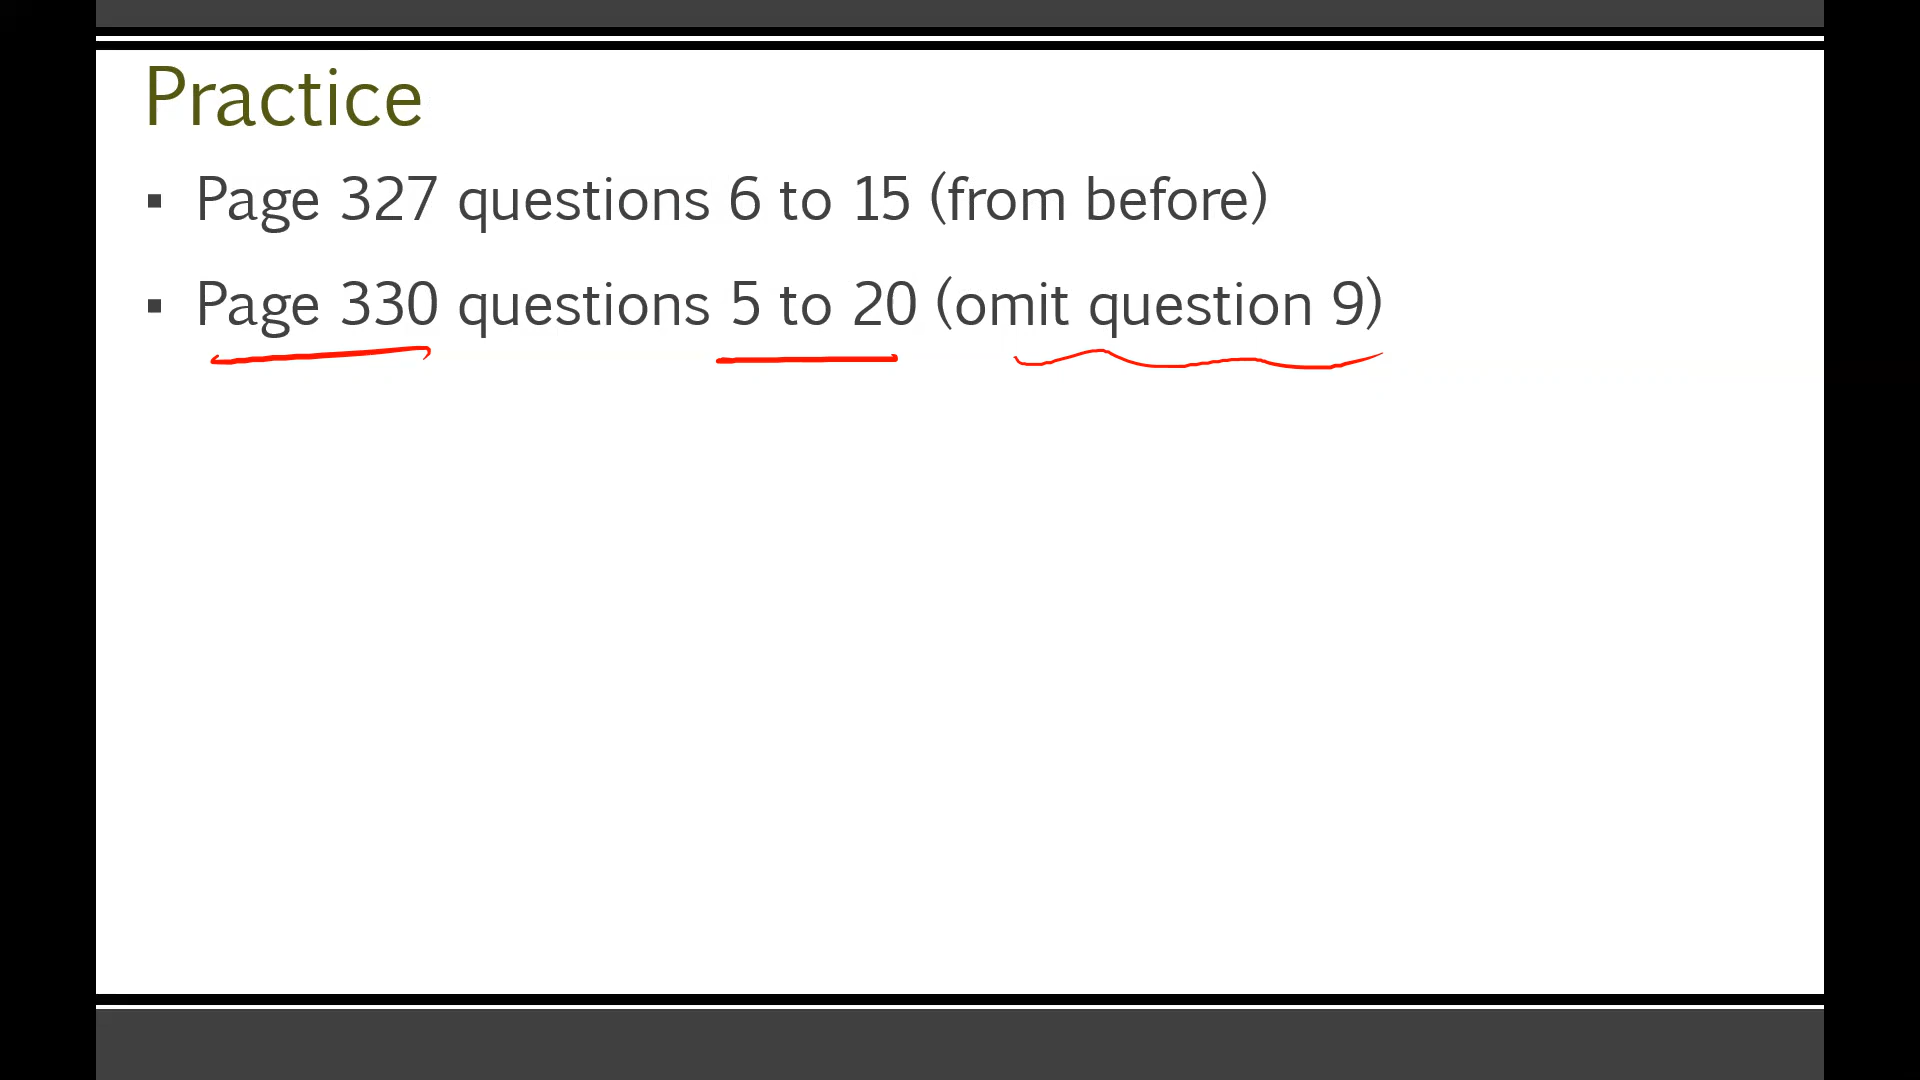 Practice
▪ Page 327 questions 6 to 15 (from before)
▪ Page 330 questions 5 to 20 (omit question 9)